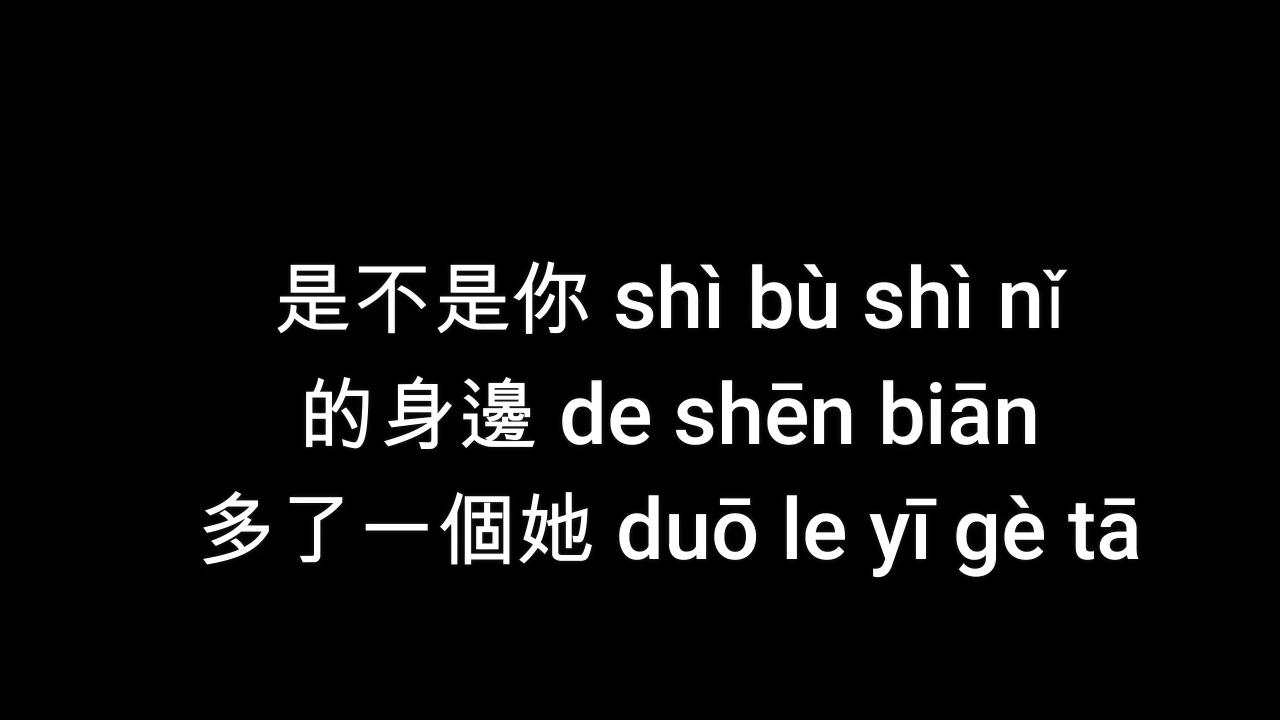 是不是你 shì bù shì nǐ
的身邊 de shēn biān
多了一個她 duō le yī gè tā